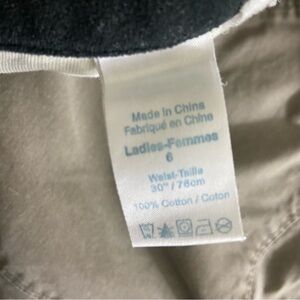 Made in China
Fabriqué en Chine
Ladies-Femmes
6
Waist-Taille
30"/76cm
100% Cotton / Coton